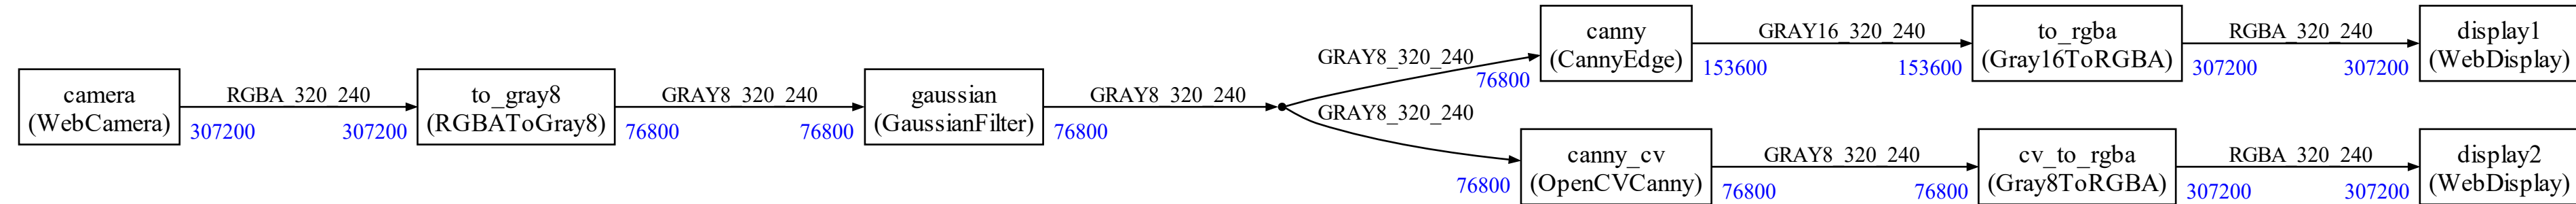 camera
(WebCamera)
RGBA_320_240
307200
307200
to_gray8
(RGBAToGray8)
GRAY8_320_240
76800
76800
gaussian
(GaussianFilter)
GRAY8_320_240
76800
GRAY8_320_240
76800
canny
(CannyEdge)
GRAY16_320_240
153600
153600
to_rgba
(Gray16ToRGBA)
RGBA_320_240
307200
307200
display1
(WebDisplay)
GRAY8_320_240
76800
canny_cv
(OpenCVCanny)
GRAY8_320_240
76800
76800
cv_to_rgba
(Gray8ToRGBA)
RGBA_320_240
307200
307200
display2
(WebDisplay)